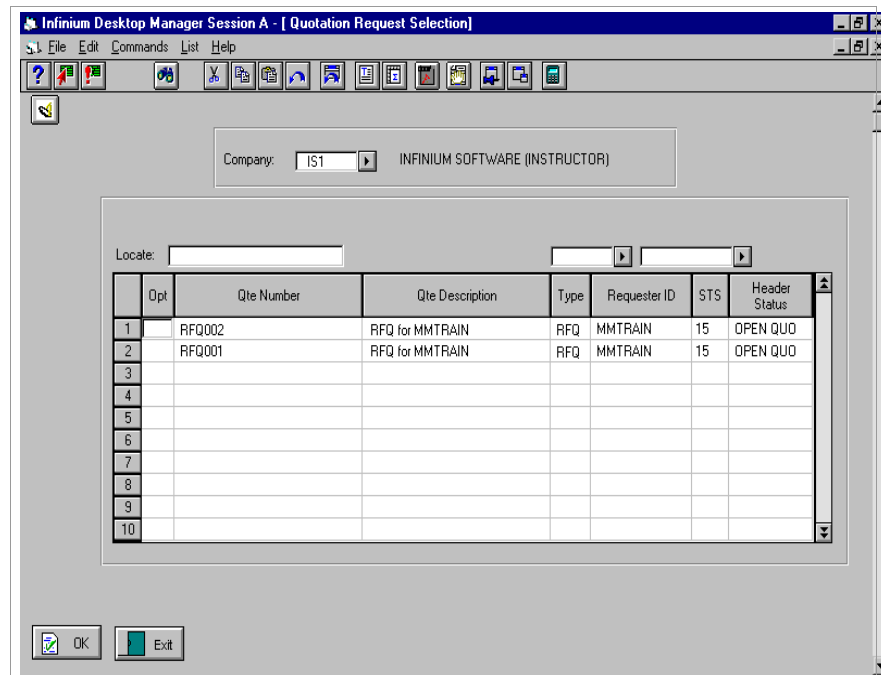 Infinium Desktop Manager Session A - [ Quotation Request Selection]
File Edit Commands List Help
Company: IS1 INFINIUM SOFTWARE (INSTRUCTOR)
Locate:
Opt Qte Number Qte Description Type Requester ID STS Header Status
1 RFQ002 RFQ for MMTRAIN RFQ MMTRAIN 15 OPEN QUO
2 RFQ001 RFQ for MMTRAIN RFQ MMTRAIN 15 OPEN QUO
3
4
5
6
7
8
9
10
OK Exit